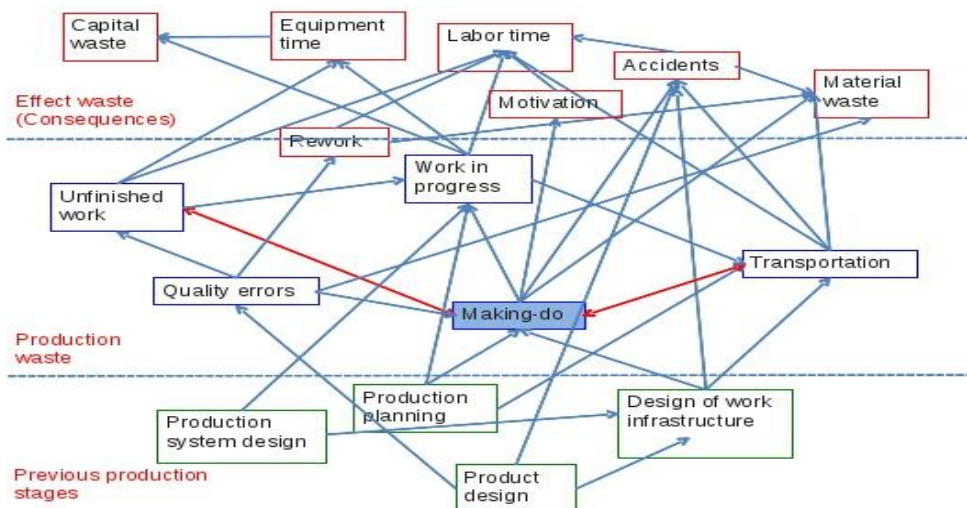 Capital
waste
Equipment
time
Labor time
Accidents
Material
waste
Effect waste
(Consequences)
Motivation
Rework
Work in
progress
Unfinished
work
Transportation
Quality errors
Making-do
Production
waste
Production
planning
Design of work
infrastructure
Production
system design
Previous production
stages
Product
design